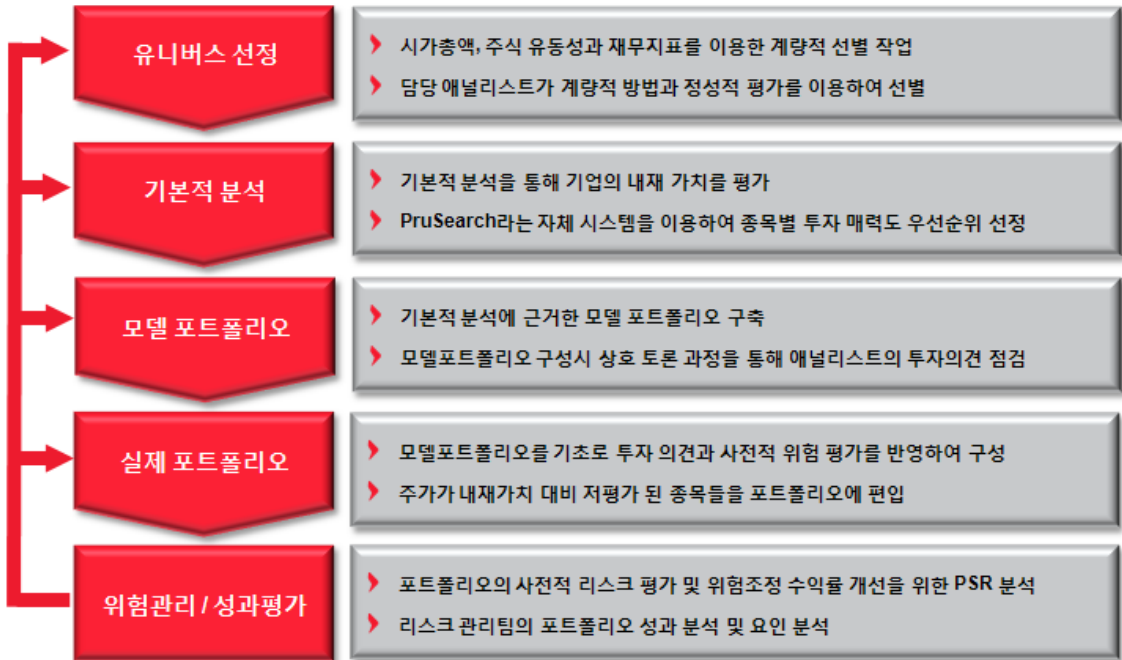 유니버스 선정
시가총액, 주식 유동성과 재무지표를 이용한 계량적 선별 작업
담당 애널리스트가 계량적 방법과 정성적 평가를 이용하여 선별
기본적 분석
기본적 분석을 통해 기업의 내재 가치를 평가
PruSearch라는 자체 시스템을 이용하여 종목별 투자 매력도 우선순위 선정
모델 포트폴리오
기본적 분석에 근거한 모델 포트폴리오 구축
모델포트폴리오 구성시 상호 토론 과정을 통해 애널리스트의 투자의견 점검
실제 포트폴리오
모델포트폴리오를 기초로 투자 의견과 사전적 위험 평가를 반영하여 구성
주가가 내재가치 대비 저평가 된 종목들을 포트폴리오에 편입
위험관리 / 성과평가
포트폴리오의 사전적 리스크 평가 및 위험조정 수익률 개선을 위한 PSR 분석
리스크 관리팀의 포트폴리오 성과 분석 및 요인 분석